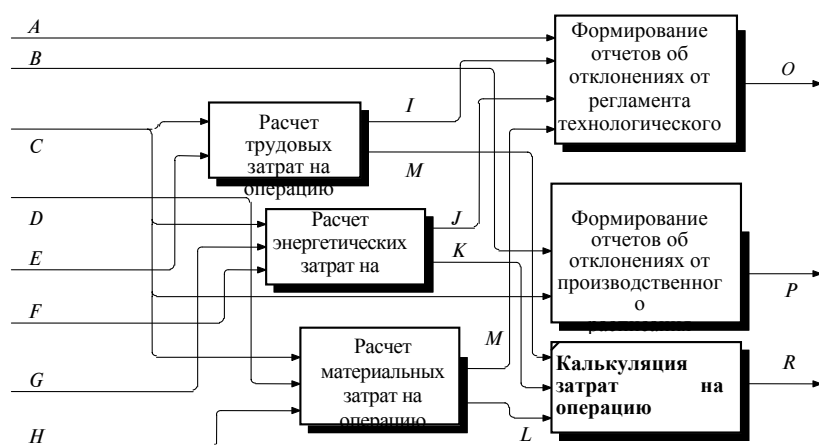 A
B
C
D
E
F
G
H
Расчет
трудовых
затрат на
операцию
I
M
Расчет
энергетических
затрат на
J
K
Расчет
материальных
затрат на
операцию
M
L
Формирование
отчетов об
отклонениях от
регламента
технологического
O
Формирование
отчетов об
отклонениях от
производственног
о
P
Калькуляция
затрат на
операцию
R